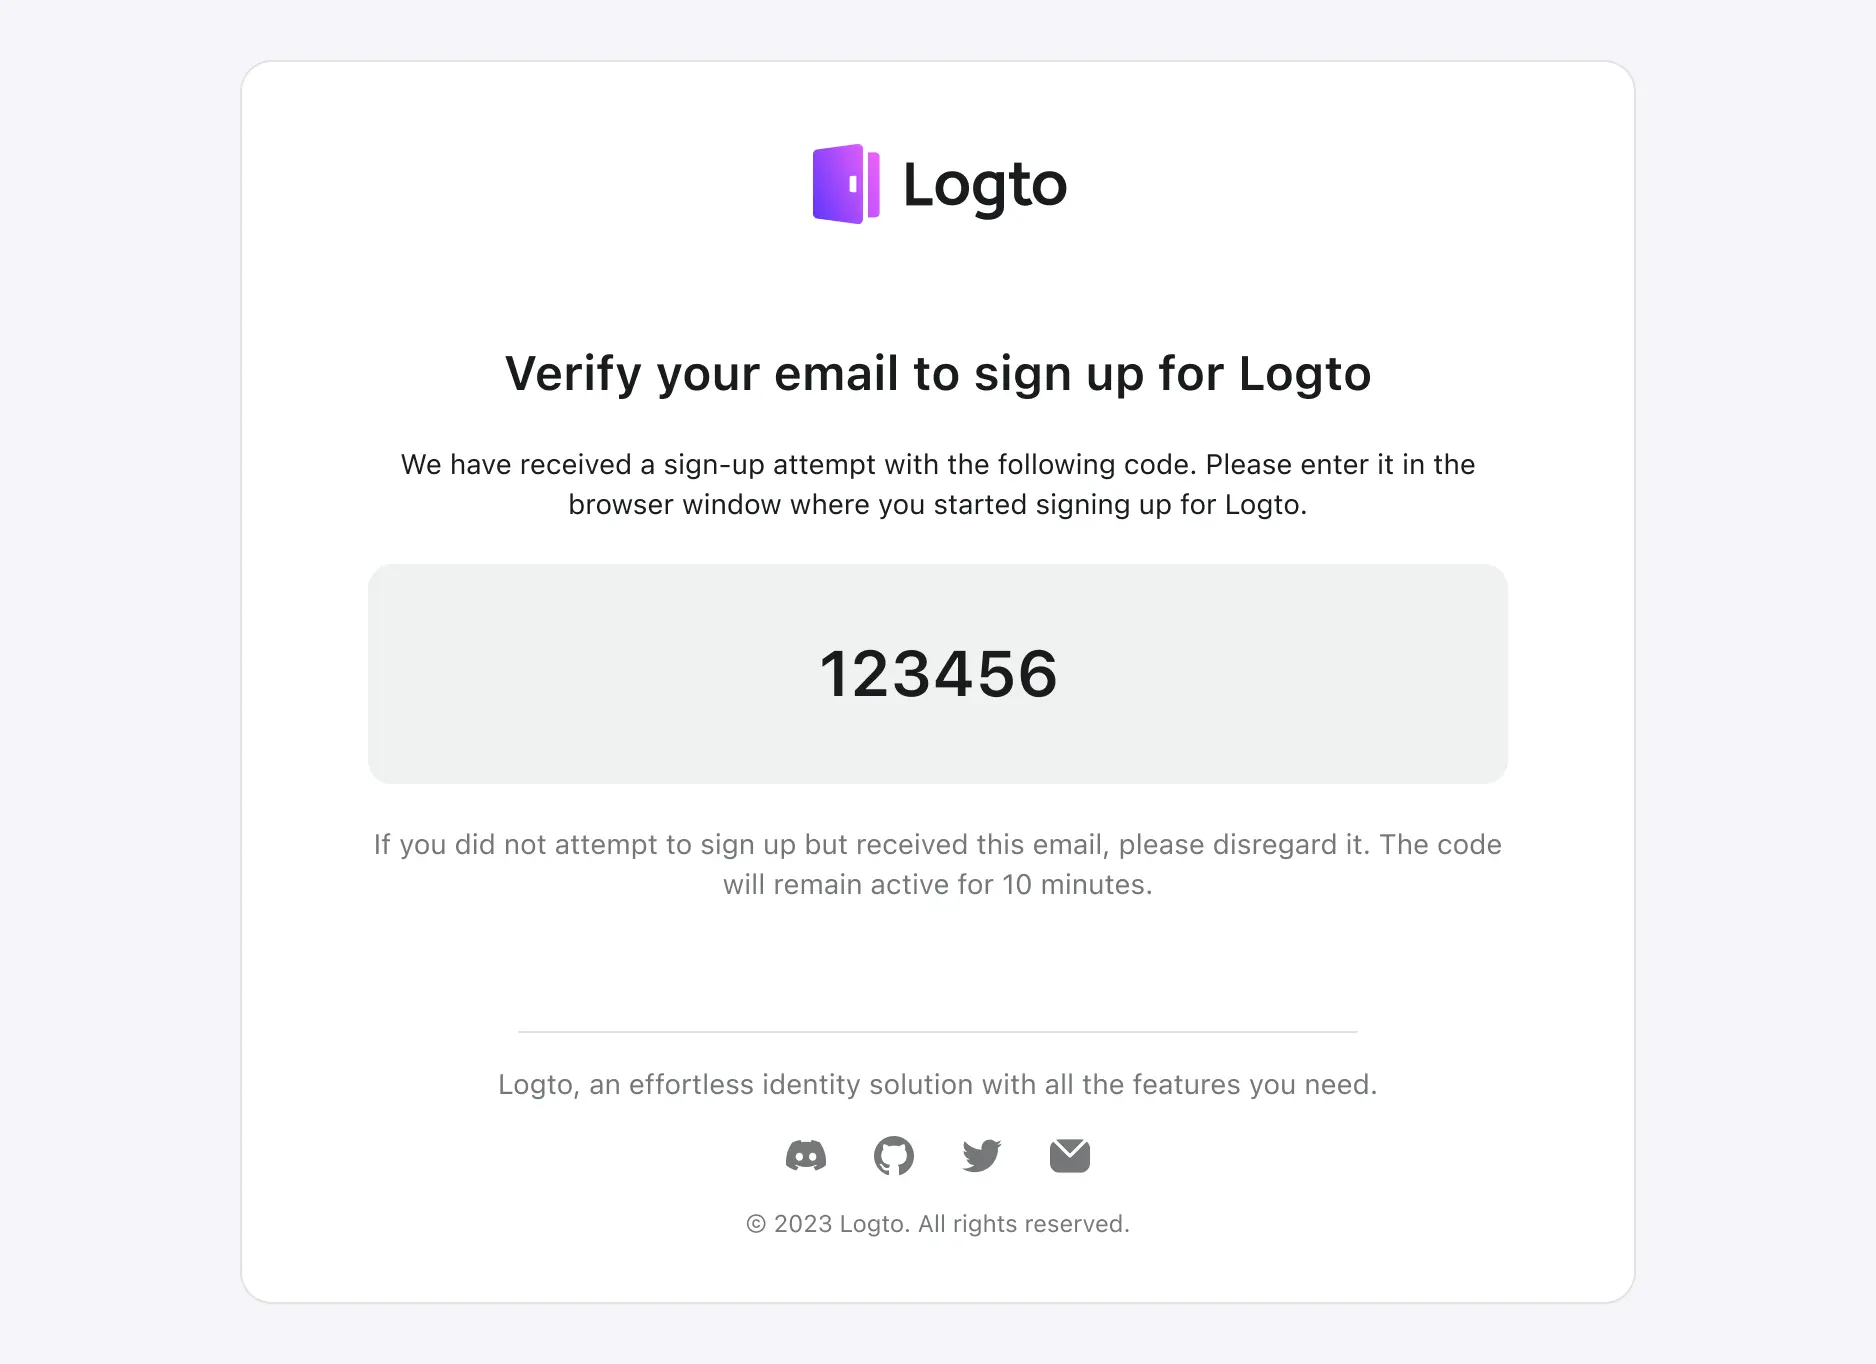 Logto
Verify your email to sign up for Logto
We have received a sign-up attempt with the following code. Please enter it in the
browser window where you started signing up for Logto.
123456
If you did not attempt to sign up but received this email, please disregard it. The code
will remain active for 10 minutes.
Logto, an effortless identity solution with all the features you need.
© 2023 Logto. All rights reserved.